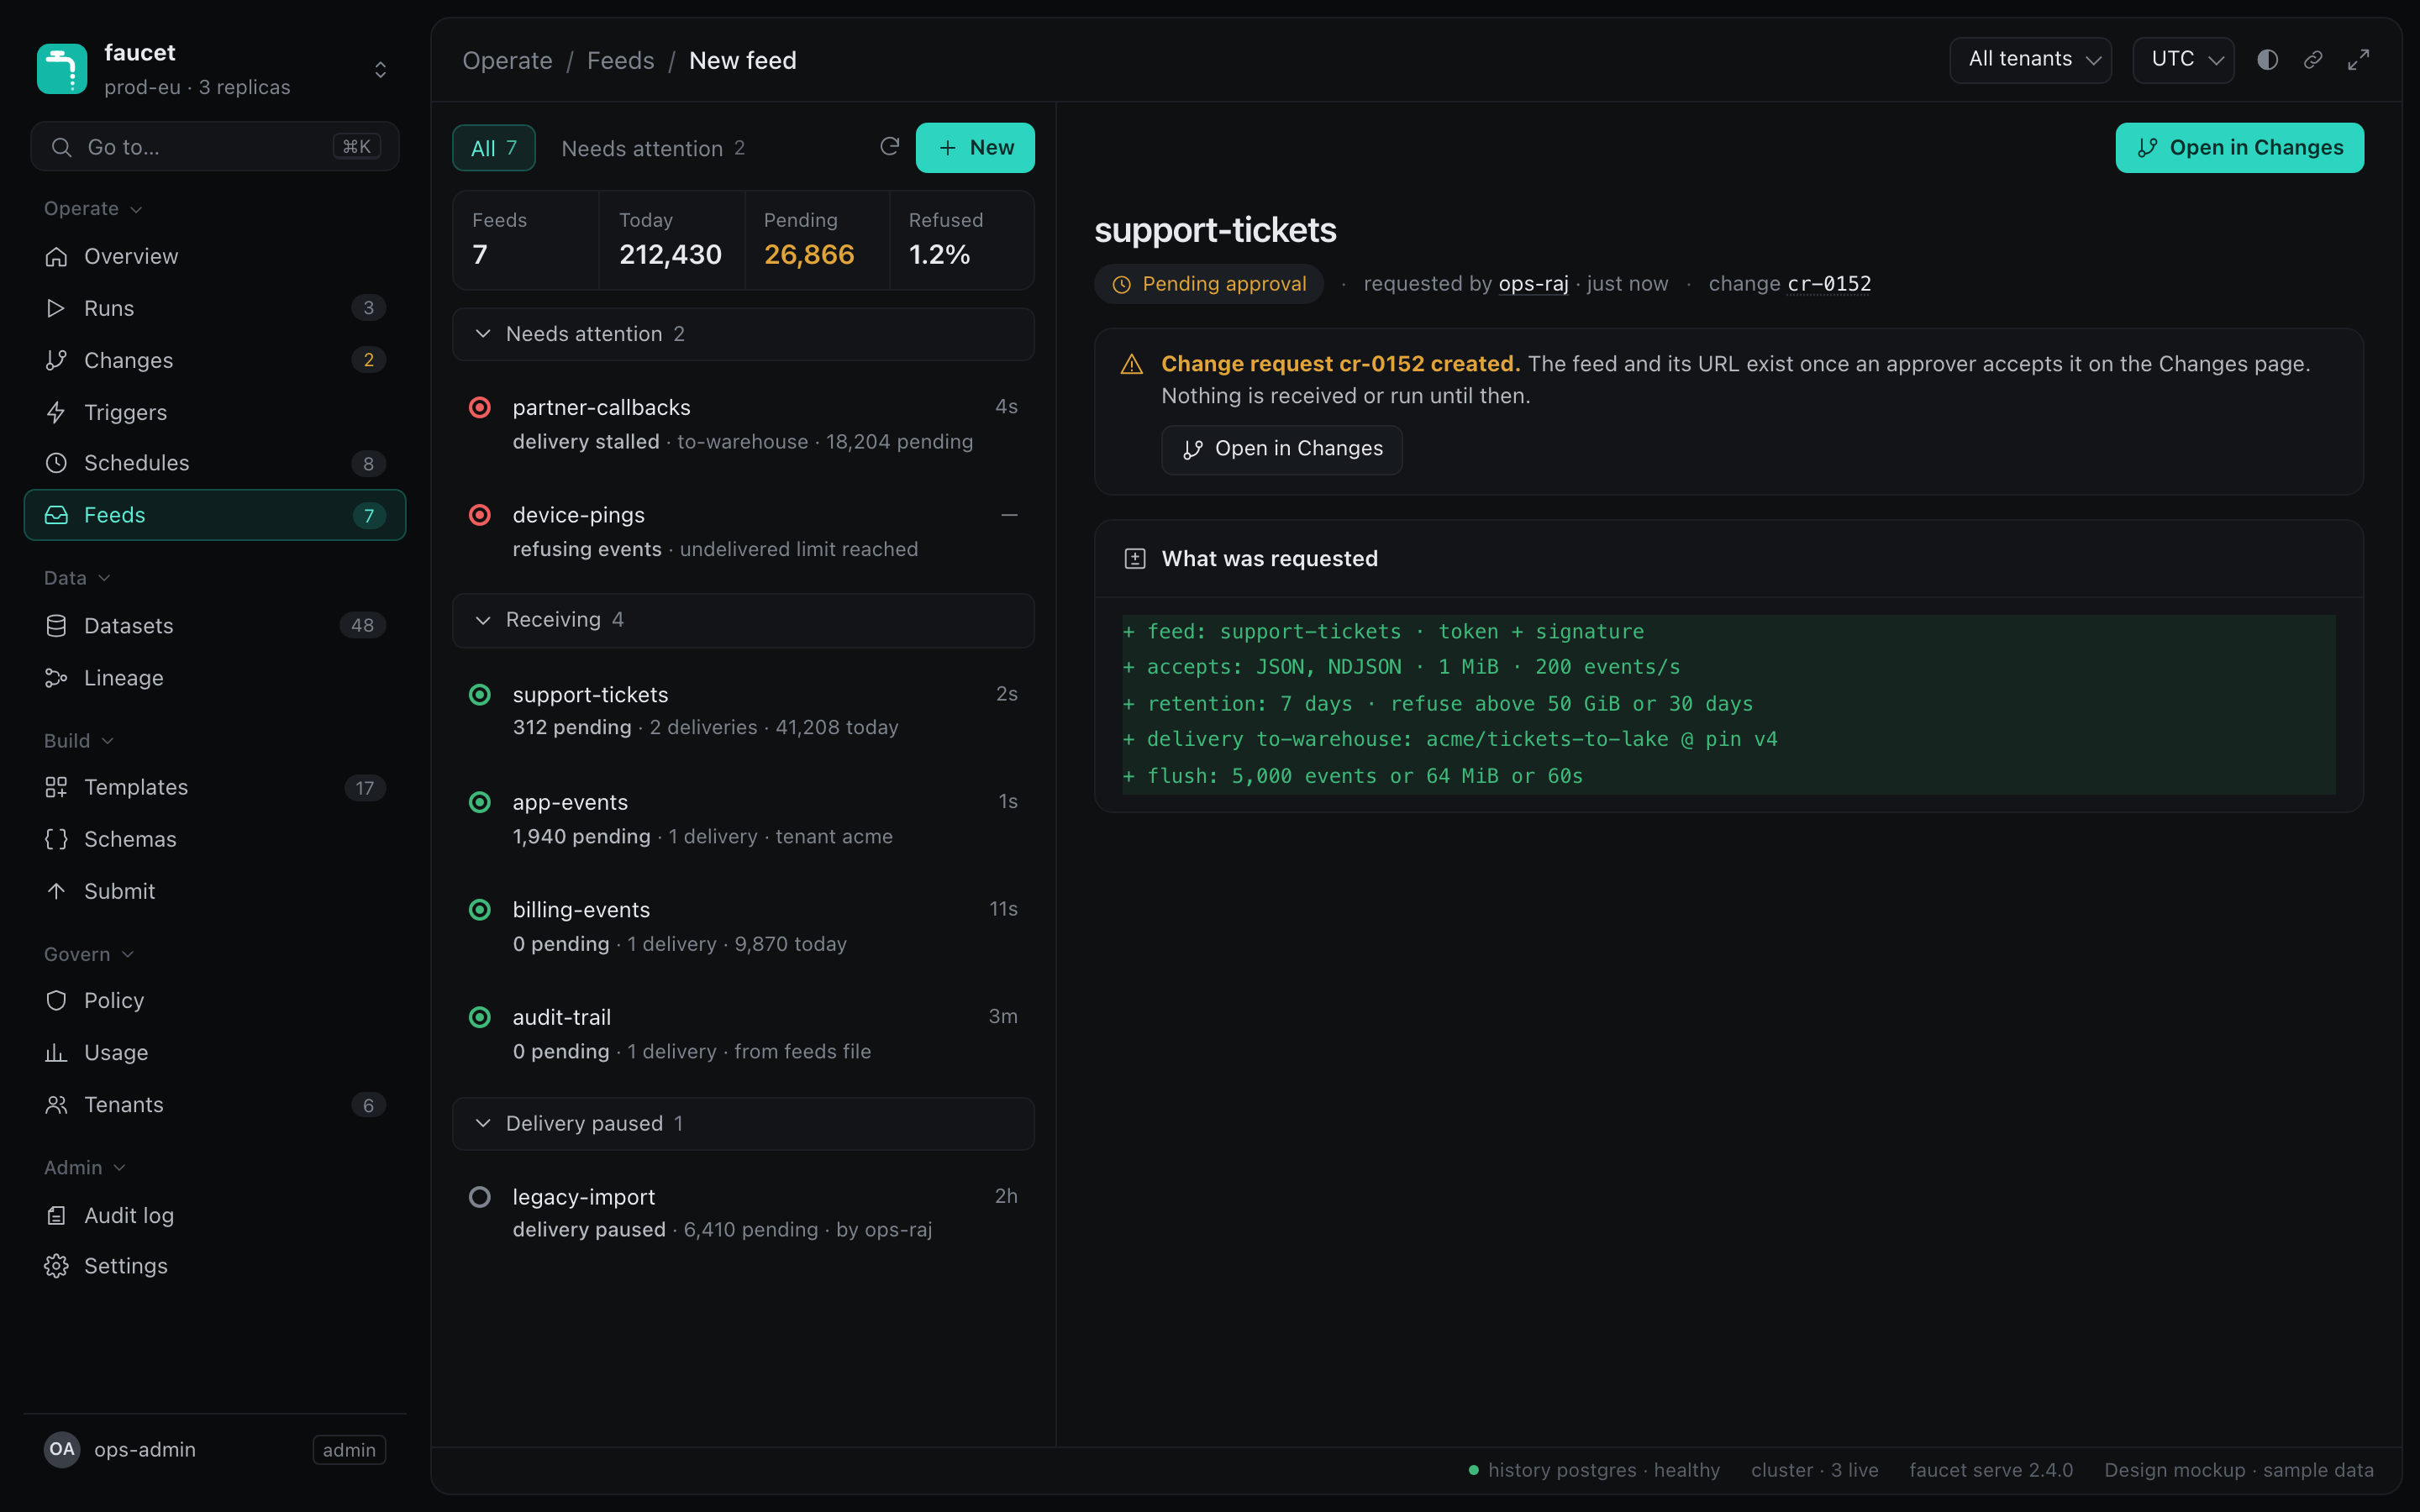 faucet
prod-eu · 3 replicas
Go to...
⌘K
Operate
Overview
Runs 3
Changes 2
Triggers
Schedules 8
Feeds 7
Data
Datasets 48
Lineage
Build
Templates 17
Schemas
Submit
Govern
Policy
Usage
Tenants 6
Admin
Audit log
Settings
OA ops-admin admin
Operate / Feeds / New feed
All tenants
UTC
All 7
Needs attention 2
+ New
Feeds
7
Today
212,430
Pending
26,866
Refused
1.2%
Needs attention 2
partner-callbacks 4s
delivery stalled · to-warehouse · 18,204 pending
device-pings —
refusing events · undelivered limit reached
Receiving 4
support-tickets 2s
312 pending · 2 deliveries · 41,208 today
app-events 1s
1,940 pending · 1 delivery · tenant acme
billing-events 11s
0 pending · 1 delivery · 9,870 today
audit-trail 3m
0 pending · 1 delivery · from feeds file
Delivery paused 1
legacy-import 2h
delivery paused · 6,410 pending · by ops-raj
Open in Changes
support-tickets
Pending approval · requested by ops-raj · just now · change cr-0152
Change request cr-0152 created. The feed and its URL exist once an approver accepts it on the Changes page.
Nothing is received or run until then.
Open in Changes
What was requested
+ feed: support-tickets · token + signature
+ accepts: JSON, NDJSON · 1 MiB · 200 events/s
+ retention: 7 days · refuse above 50 GiB or 30 days
+ delivery to-warehouse: acme/tickets-to-lake @ pin v4
+ flush: 5,000 events or 64 MiB or 60s
history postgres · healthy
cluster · 3 live
faucet serve 2.4.0
Design mockup · sample data